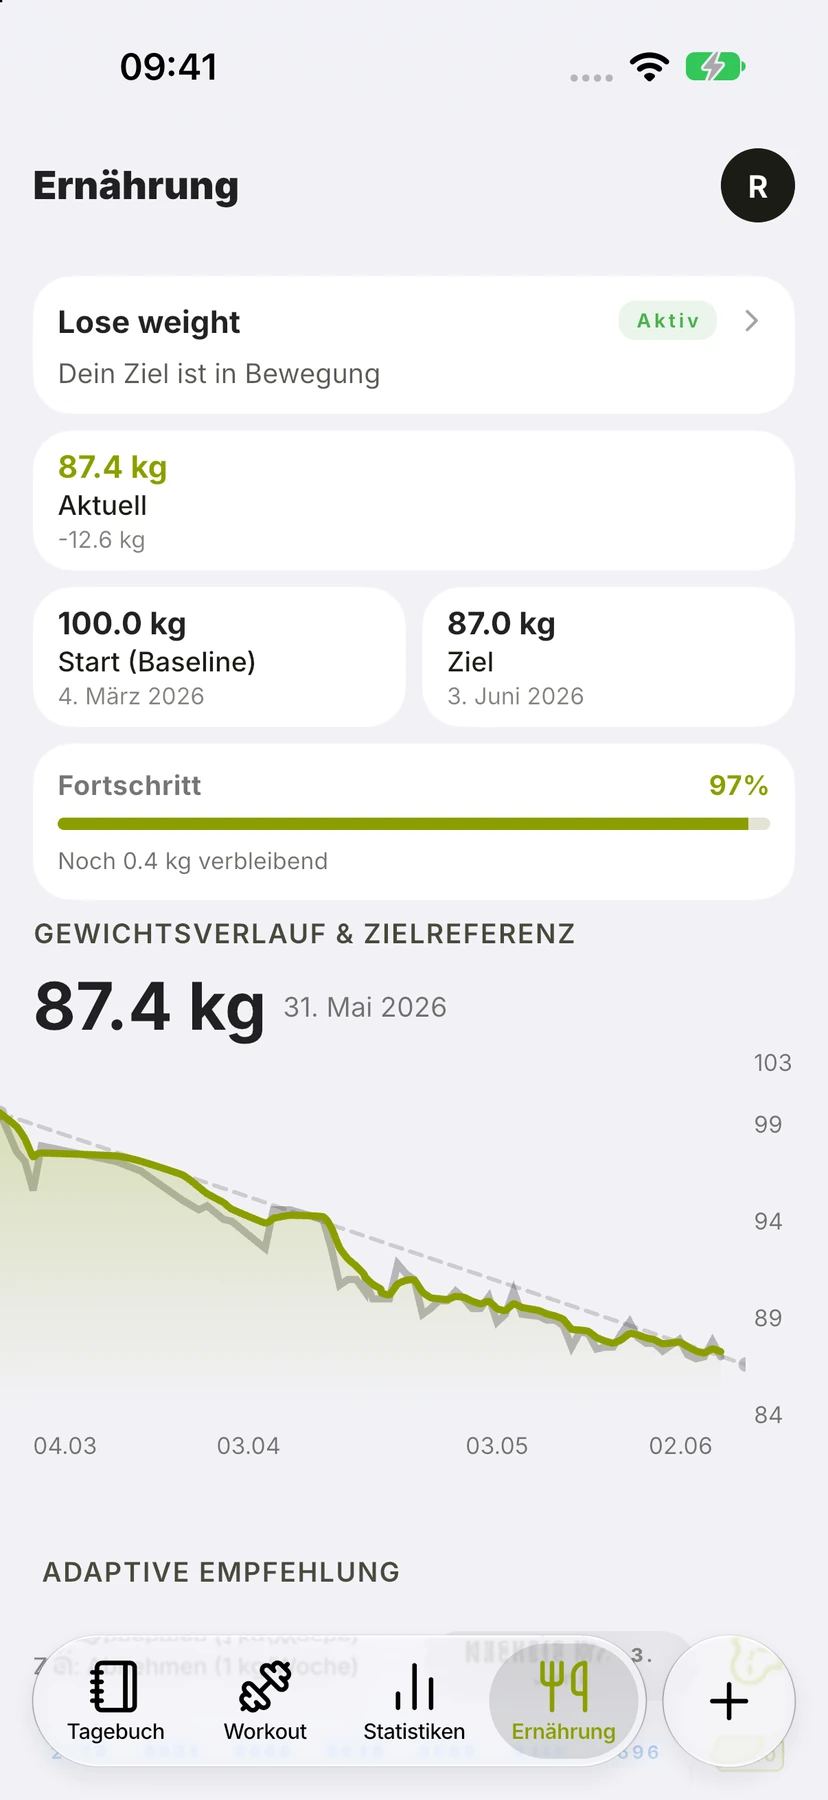 09:41
Ernährung
R
Lose weight
Aktiv
Dein Ziel ist in Bewegung
87.4 kg
Aktuell
-12.6 kg
100.0 kg
Start (Baseline)
4. März 2026
87.0 kg
Ziel
3. Juni 2026
Fortschritt
97%
Noch 0.4 kg verbleibend
GEWICHTSVERLAUF & ZIELREFERENZ
87.4 kg 31. Mai 2026
103
99
94
89
84
04.03 03.04 03.05 02.06
ADAPTIVE EMPFEHLUNG
Tagebuch
Workout
Statistiken
Ernährung